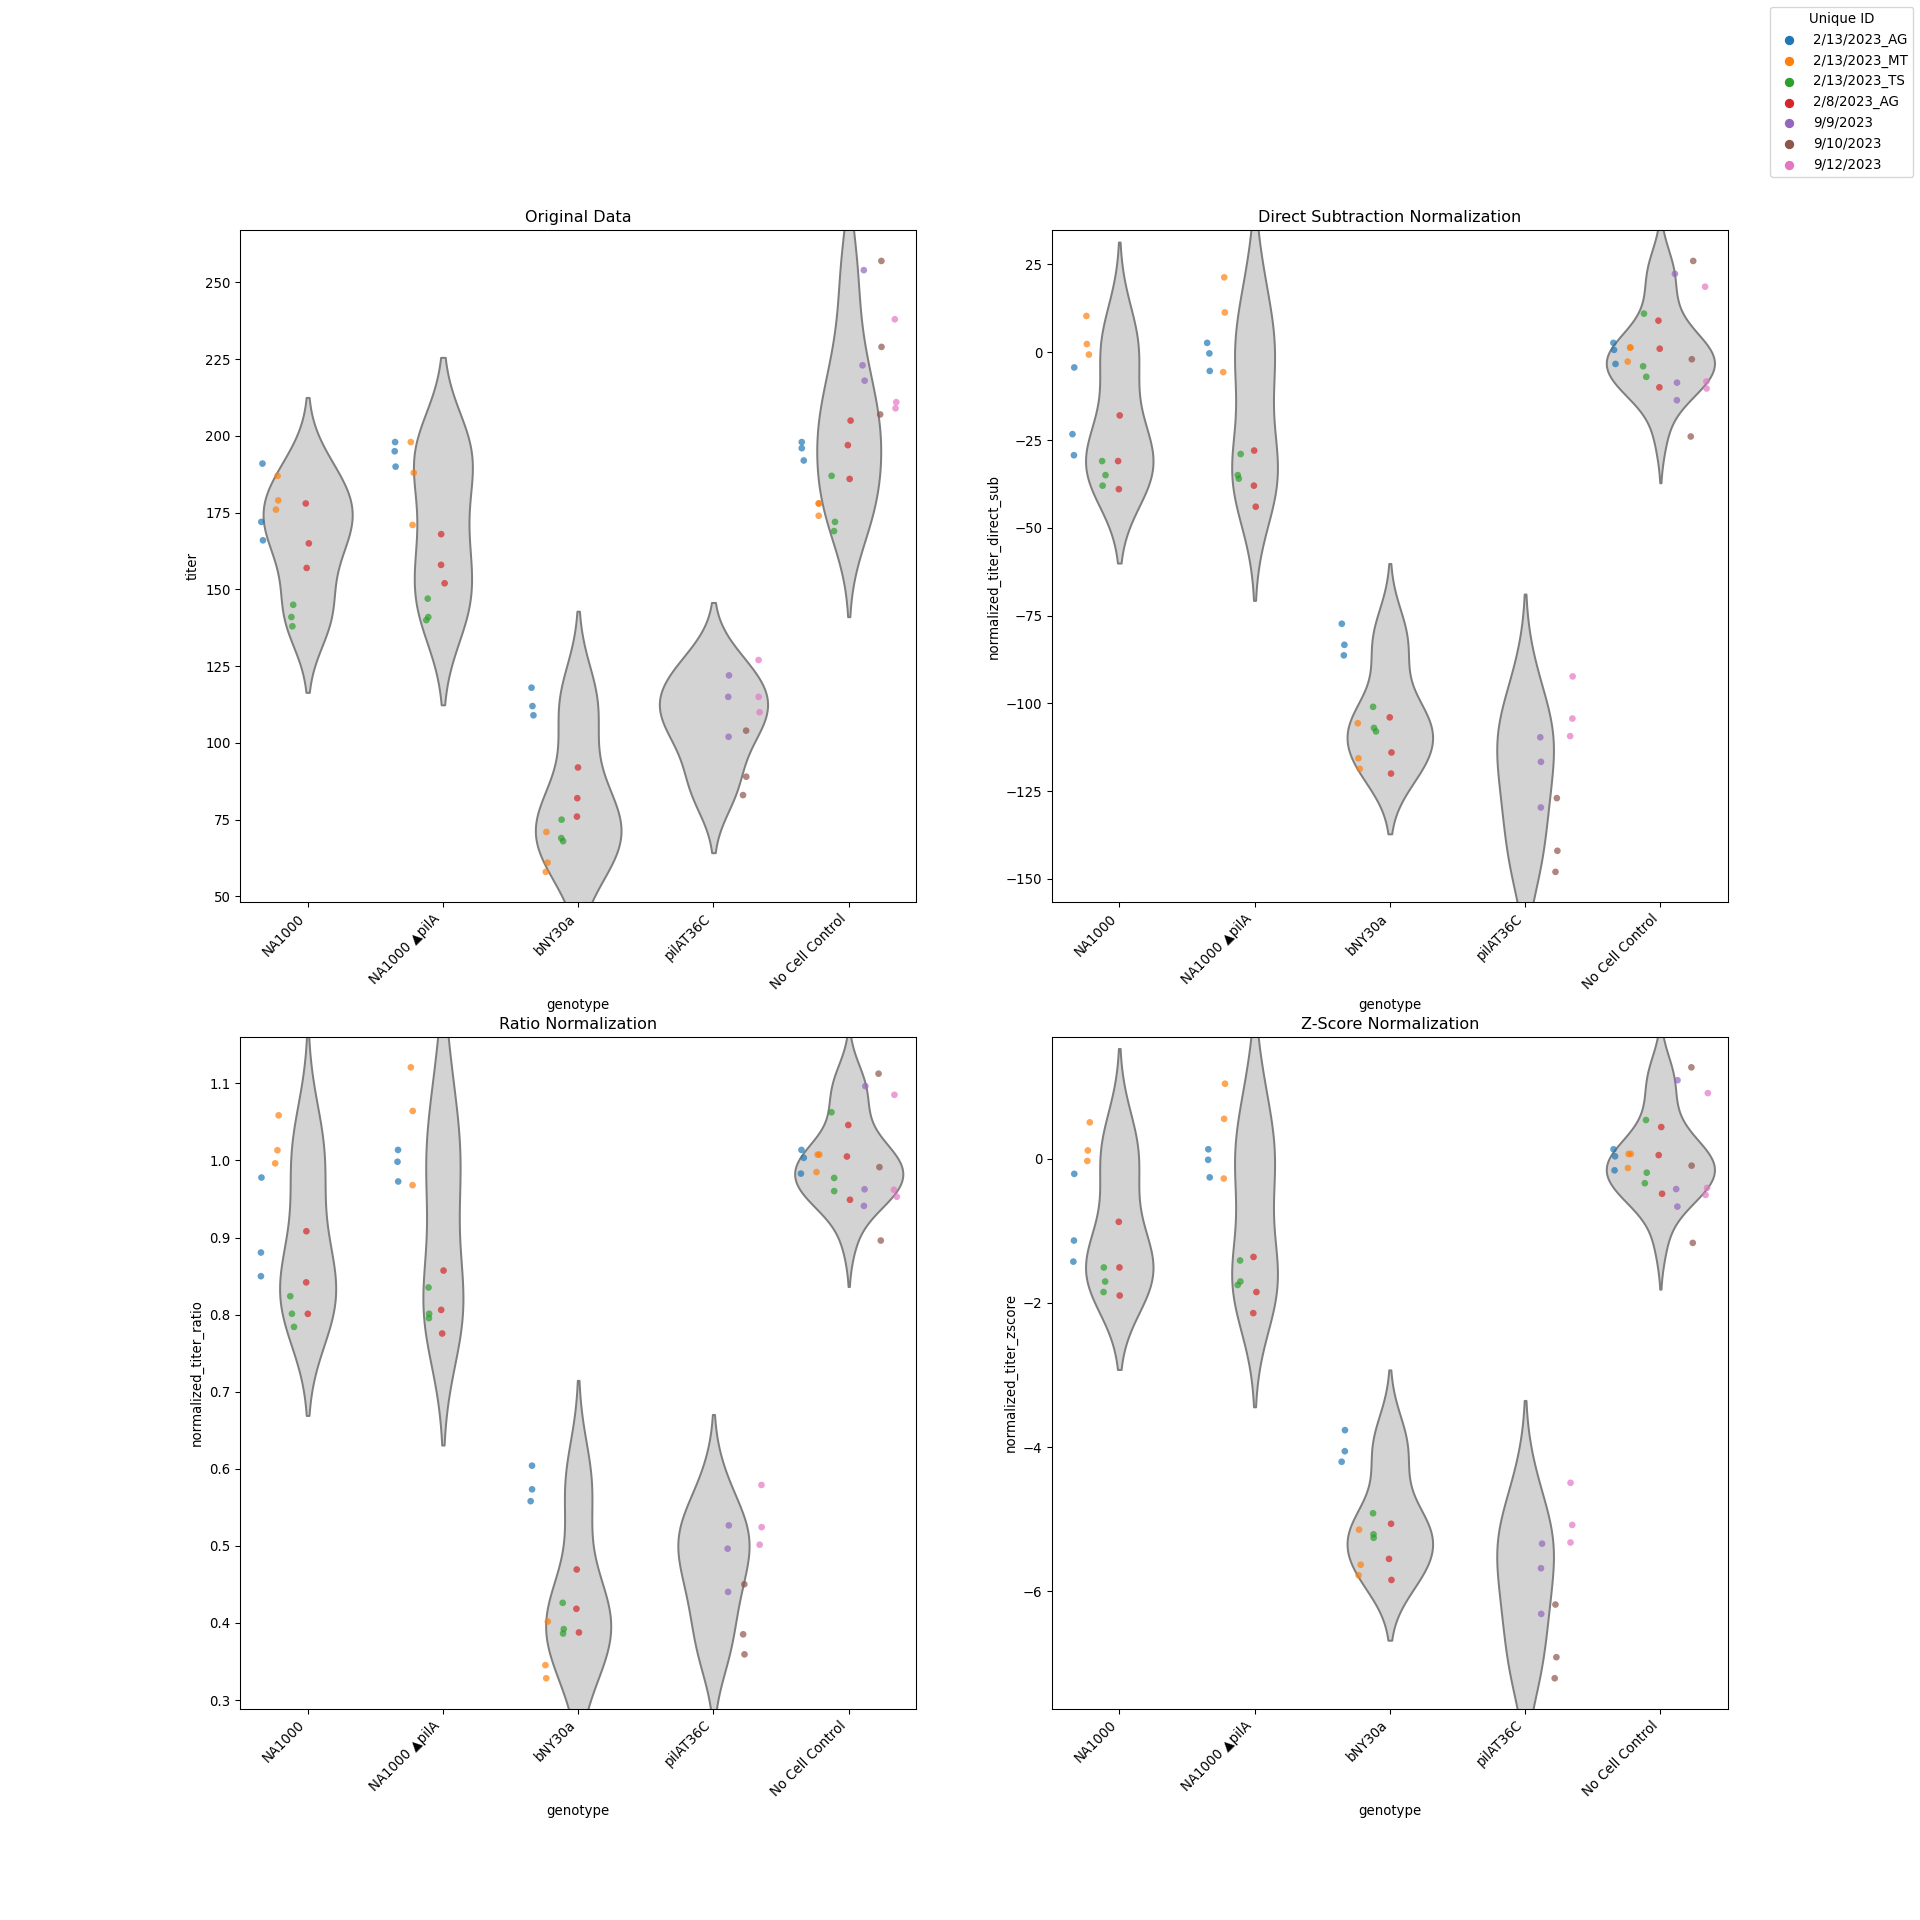 Unique ID
2/13/2023_AG
2/13/2023_MT
2/13/2023_TS
2/8/2023_AG
9/9/2023
9/10/2023
9/12/2023
Original Data
titer
250
225
200
175
150
125
100
75
50
NA1000
NA1000 ▲pilA
bNY30a
pilAT36C
No Cell Control
genotype
Direct Subtraction Normalization
normalized_titer_direct_sub
25
0
−25
−50
−75
−100
−125
−150
NA1000
NA1000 ▲pilA
bNY30a
pilAT36C
No Cell Control
genotype
Ratio Normalization
normalized_titer_ratio
1.1
1.0
0.9
0.8
0.7
0.6
0.5
0.4
0.3
NA1000
NA1000 ▲pilA
bNY30a
pilAT36C
No Cell Control
genotype
Z-Score Normalization
normalized_titer_zscore
0
−2
−4
−6
NA1000
NA1000 ▲pilA
bNY30a
pilAT36C
No Cell Control
genotype